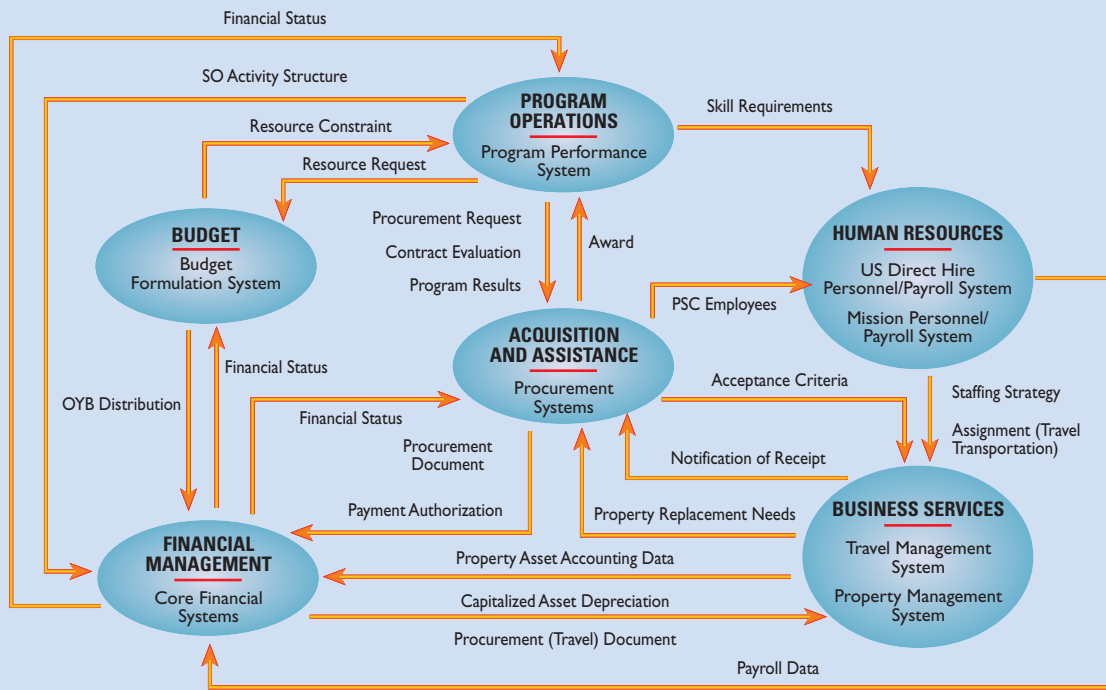 Financial Status
SO Activity Structure
PROGRAM
OPERATIONS
Program Performance
System
Skill Requirements
Resource Constraint
Resource Request
BUDGET
Budget
Formulation System
Procurement Request
Contract Evaluation
Program Results
Award
HUMAN RESOURCES
US Direct Hire
Personnel/Payroll System
Mission Personnel/
Payroll System
PSC Employees
ACQUISITION
AND ASSISTANCE
Procurement
Systems
Financial Status
OYB Distribution
Financial Status
Acceptance Criteria
Staffing Strategy
Assignment (Travel
Transportation)
Procurement
Document
Notification of Receipt
Payment Authorization
Property Replacement Needs
BUSINESS SERVICES
Travel Management
System
Property Management
System
FINANCIAL
MANAGEMENT
Core Financial
Systems
Property Asset Accounting Data
Capitalized Asset Depreciation
Procurement (Travel) Document
Payroll Data